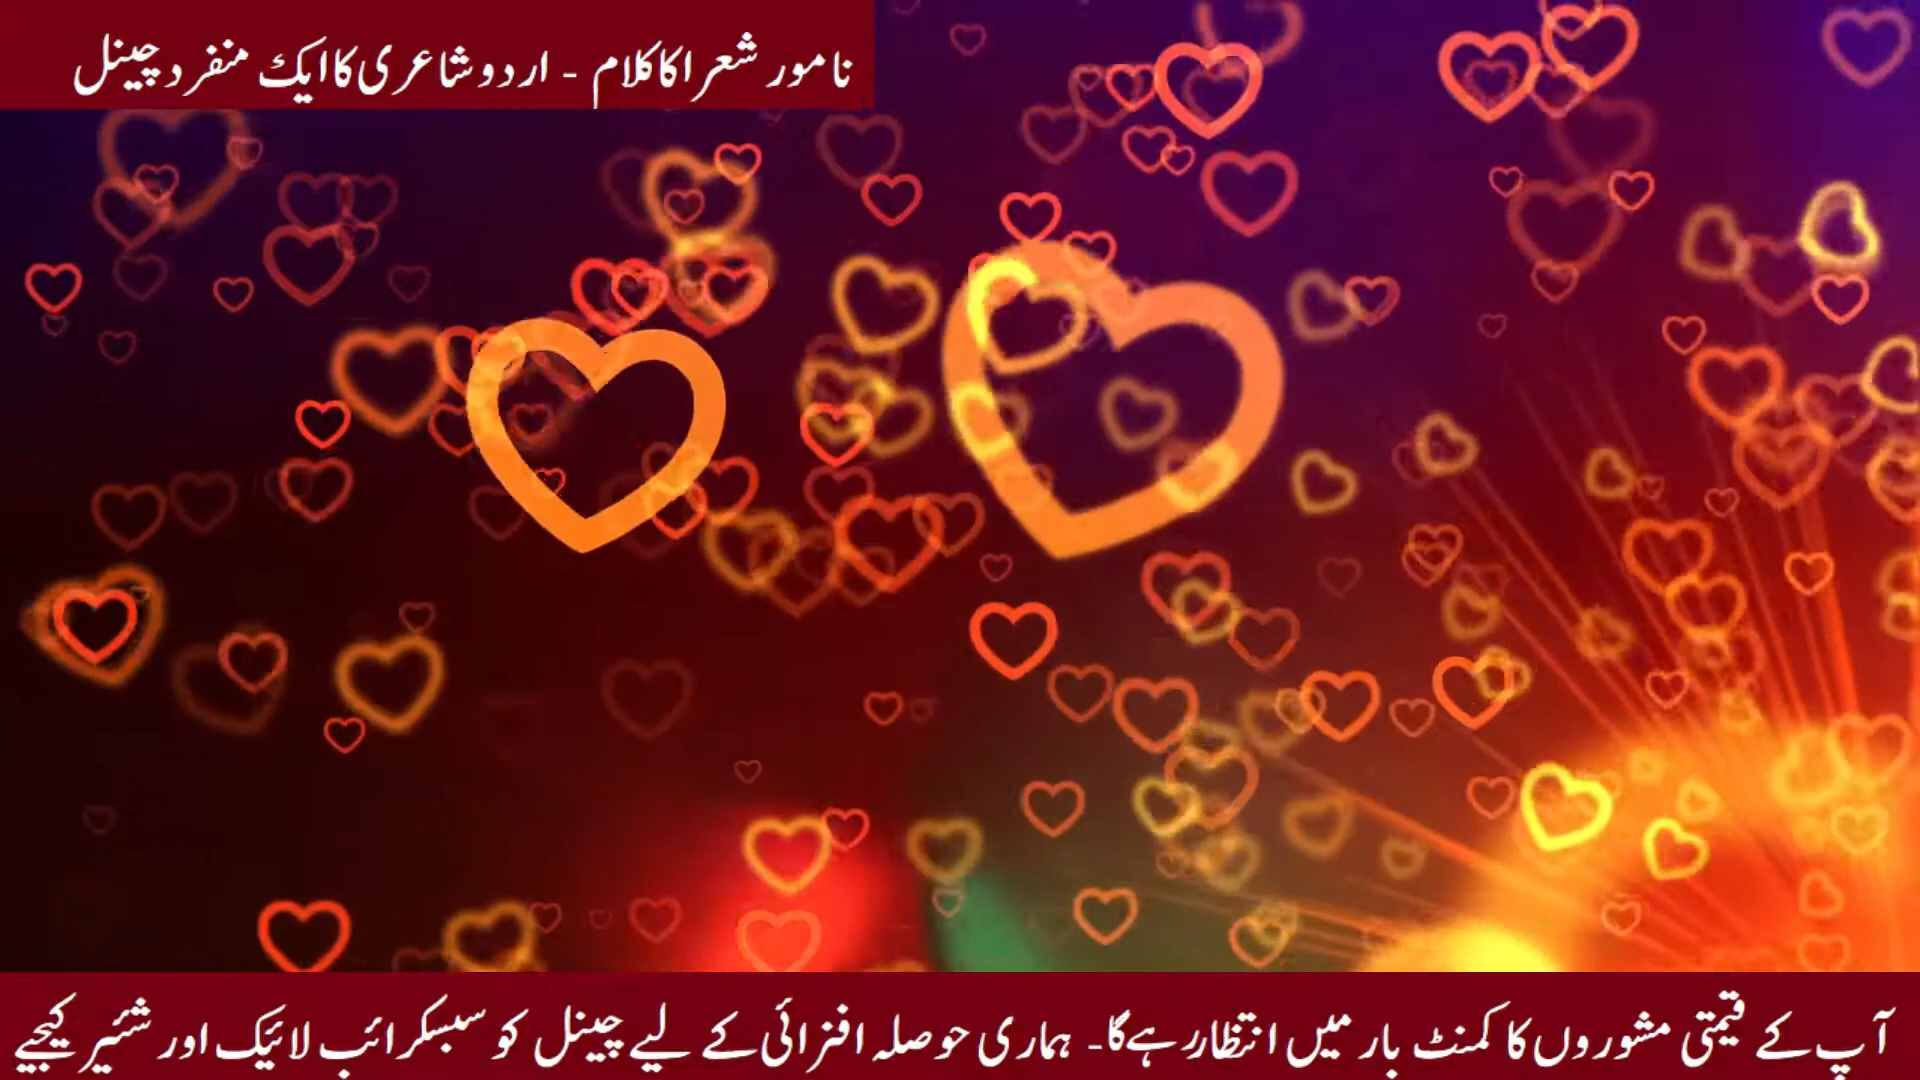 نامور شعرا کا کلام - اردو شاعری کا ایک منفرد چینل
آپ کے قیمتی مشوروں کا کمنٹ بار میں انتظار رہے گا۔ ہماری حوصلہ افزائی کے لیے چینل کو سبسکرائب لائیک اور شئیر کیجیے